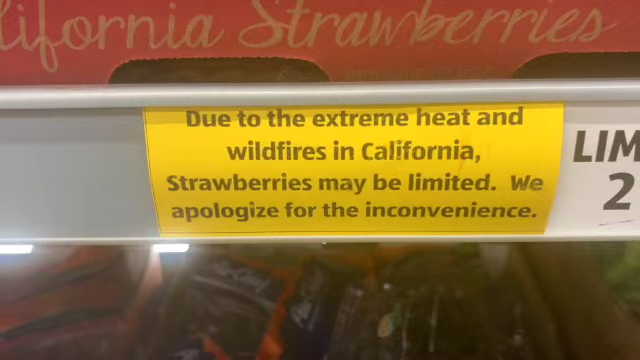 lifornia Strawberries
Due to the extreme heat and
wildfires in California,
Strawberries may be limited. We
apologize for the inconvenience.
LIM
2